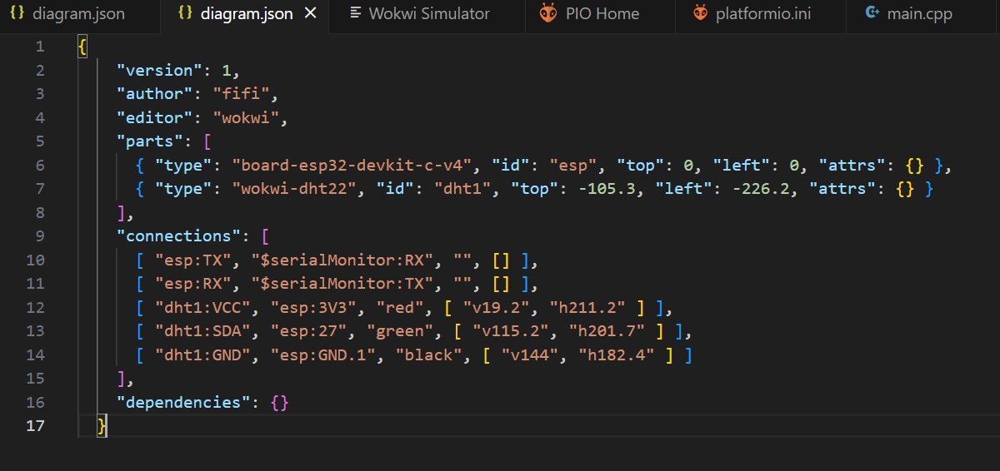 diagram.json diagram.json Wokwi Simulator PIO Home platformio.ini main.cpp
1 {
2 "version": 1,
3 "author": "fifi",
4 "editor": "wokwi",
5 "parts": [
6 { "type": "board-esp32-devkit-c-v4", "id": "esp", "top": 0, "left": 0, "attrs": {} },
7 { "type": "wokwi-dht22", "id": "dht1", "top": -105.3, "left": -226.2, "attrs": {} }
8 ],
9 "connections": [
10 [ "esp:TX", "$serialMonitor:RX", "", [] ],
11 [ "esp:RX", "$serialMonitor:TX", "", [] ],
12 [ "dht1:VCC", "esp:3V3", "red", [ "v19.2", "h211.2" ] ],
13 [ "dht1:SDA", "esp:27", "green", [ "v115.2", "h201.7" ] ],
14 [ "dht1:GND", "esp:GND.1", "black", [ "v144", "h182.4" ] ]
15 ],
16 "dependencies": {}
17 }